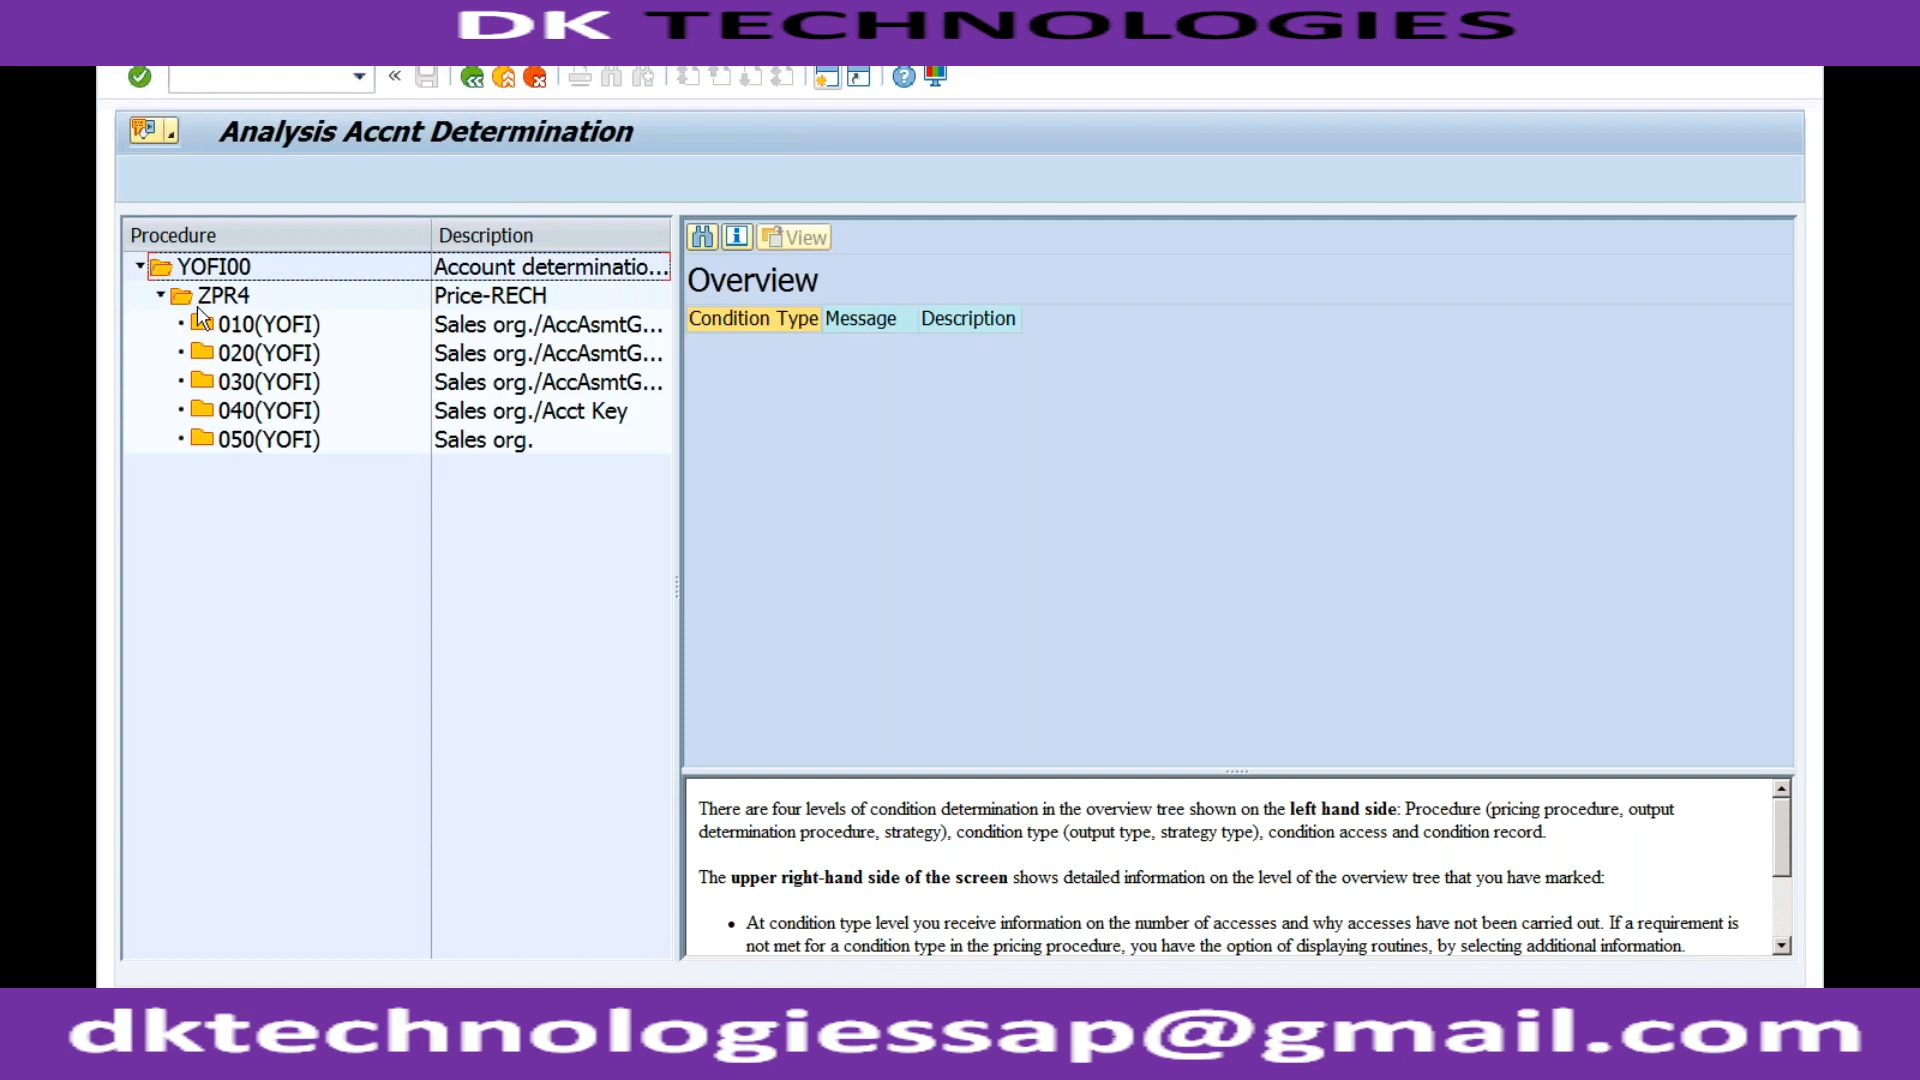 DK TECHNOLOGIES
Analysis Accnt Determination
Procedure Description
YOFI00 Account determinatio...
ZPR4 Price-RECH
010(YOFI) Sales org./AccAsmtG...
020(YOFI) Sales org./AccAsmtG...
030(YOFI) Sales org./AccAsmtG...
040(YOFI) Sales org./Acct Key
050(YOFI) Sales org.
View
Overview
Condition Type Message Description
There are four levels of condition determination in the overview tree shown on the left hand side: Procedure (pricing procedure, output
determination procedure, strategy), condition type (output type, strategy type), condition access and condition record.
The upper right-hand side of the screen shows detailed information on the level of the overview tree that you have marked:
• At condition type level you receive information on the number of accesses and why accesses have not been carried out. If a requirement is
not met for a condition type in the pricing procedure, you have the option of displaying routines, by selecting additional information.
dktechnologiessap@gmail.com